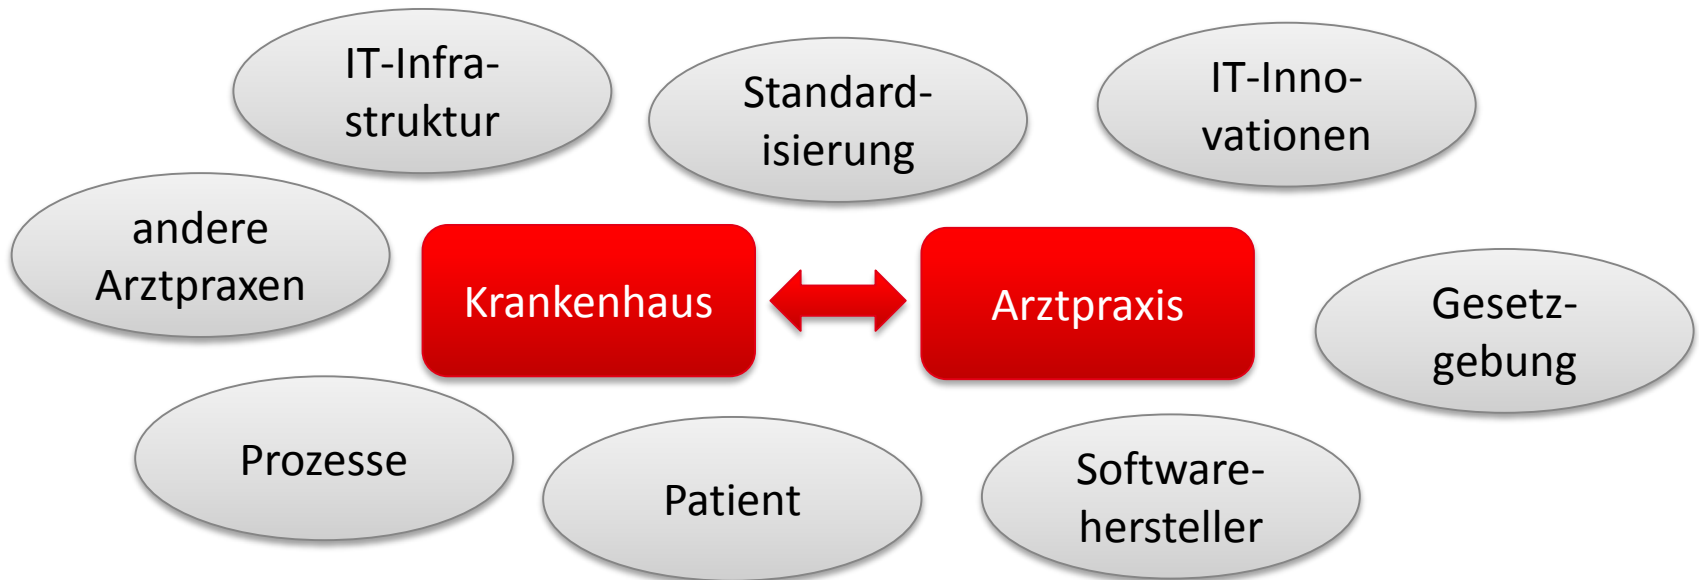 IT-Infra-
struktur
Standard-
isierung
IT-Inno-
vationen
andere
Arztpraxen
Krankenhaus
Arztpraxis
Gesetz-
gebung
Prozesse
Patient
Software-
hersteller